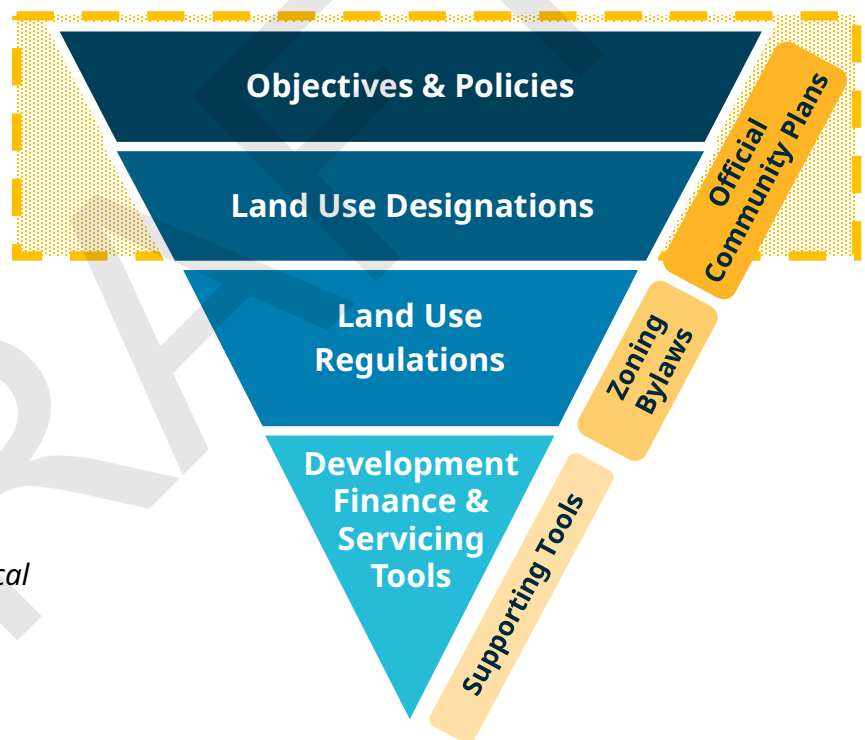 Objectives & Policies
Official
Community Plans
Land Use Designations
Land Use
Regulations
Zoning
Bylaws
Development
Finance &
Servicing
Tools
Supporting Tools